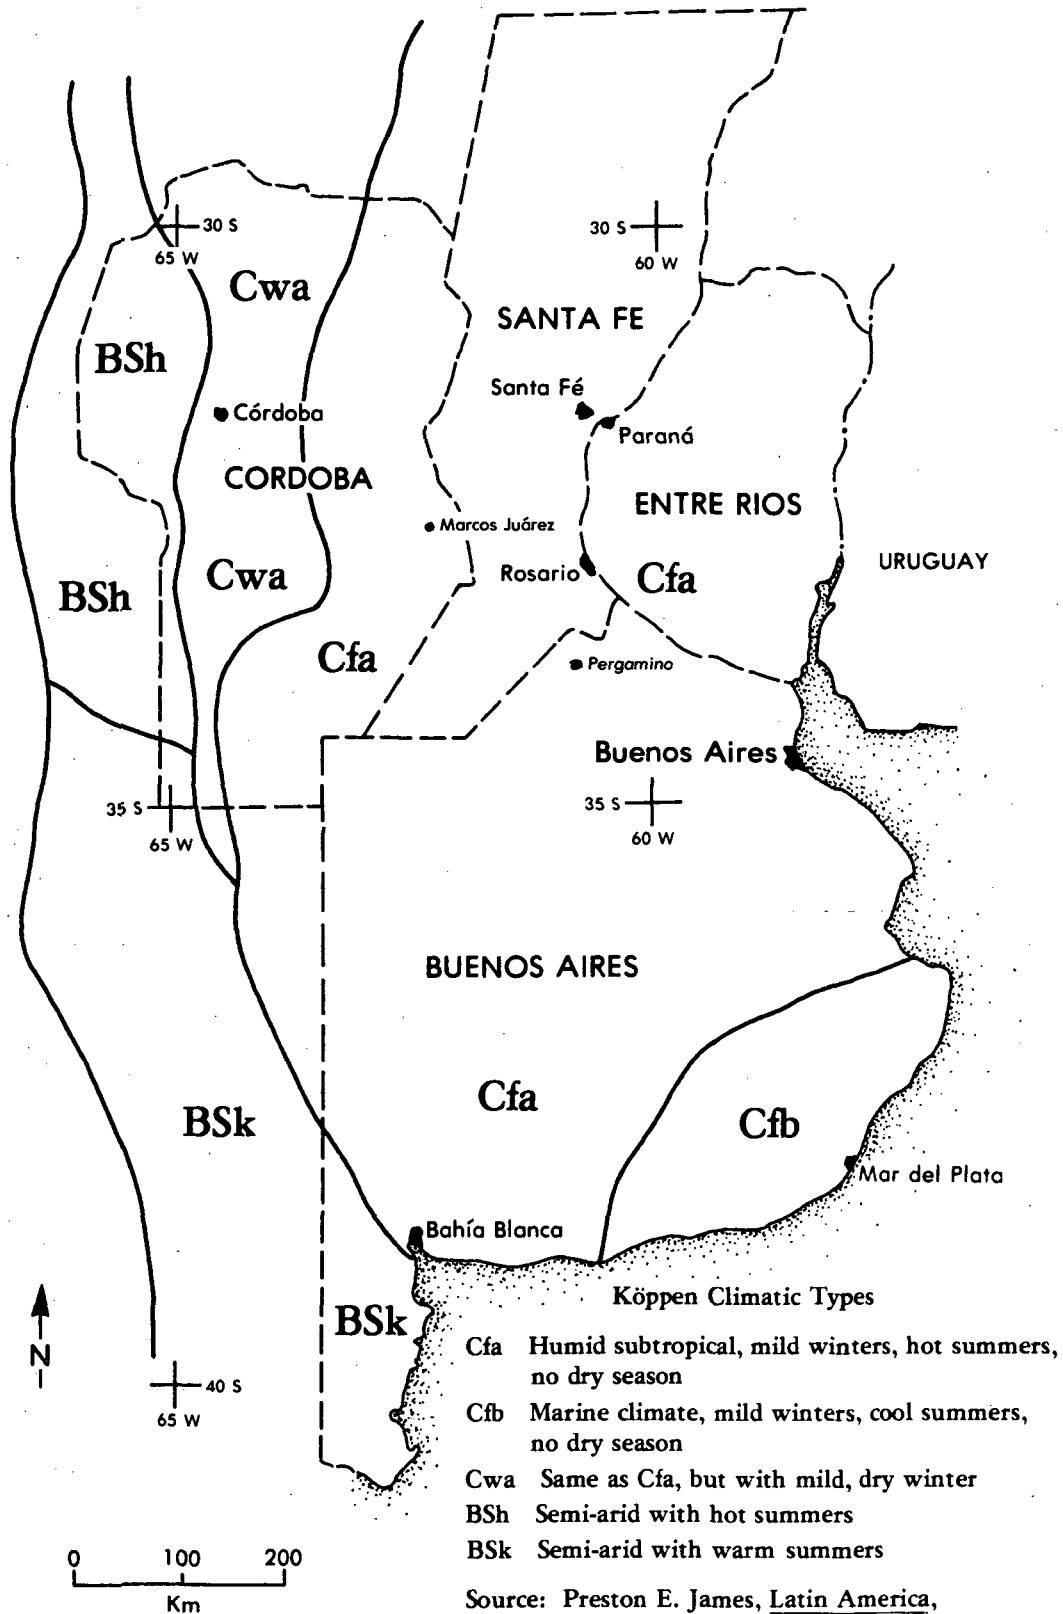 30 S
65 W
30 S
60 W
Cwa
SANTA FE
BSh
Santa Fé
Córdoba
Paraná
CORDOBA
ENTRE RIOS
Marcos Juárez
URUGUAY
Rosario
Cwa
Cfa
BSh
Cfa
Pergamino
Buenos Aires
35 S
65 W
35 S
60 W
BUENOS AIRES
Cfa
BSk
Cfb
Mar del Plata
Bahía Blanca
BSk
N
40 S
65 W
Köppen Climatic Types
Cfa Humid subtropical, mild winters, hot summers,
no dry season
Cfb Marine climate, mild winters, cool summers,
no dry season
Cwa Same as Cfa, but with mild, dry winter
BSh Semi-arid with hot summers
BSk Semi-arid with warm summers
0 100 200
Km
Source: Preston E. James, Latin America,